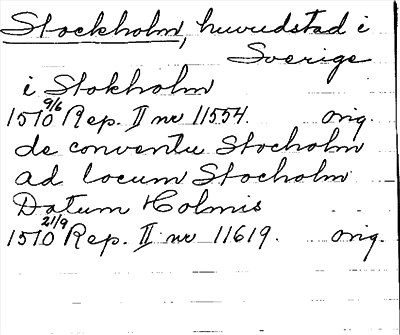 Stockholm, huvudstad i
Sverige
i Stokholm
1510 9/6 Rep. II nr 11554. orig.
de conventu Stocholm
ad locum Stocholm
Datum Holmis
1510 21/9 Rep. II nr 11619. orig.